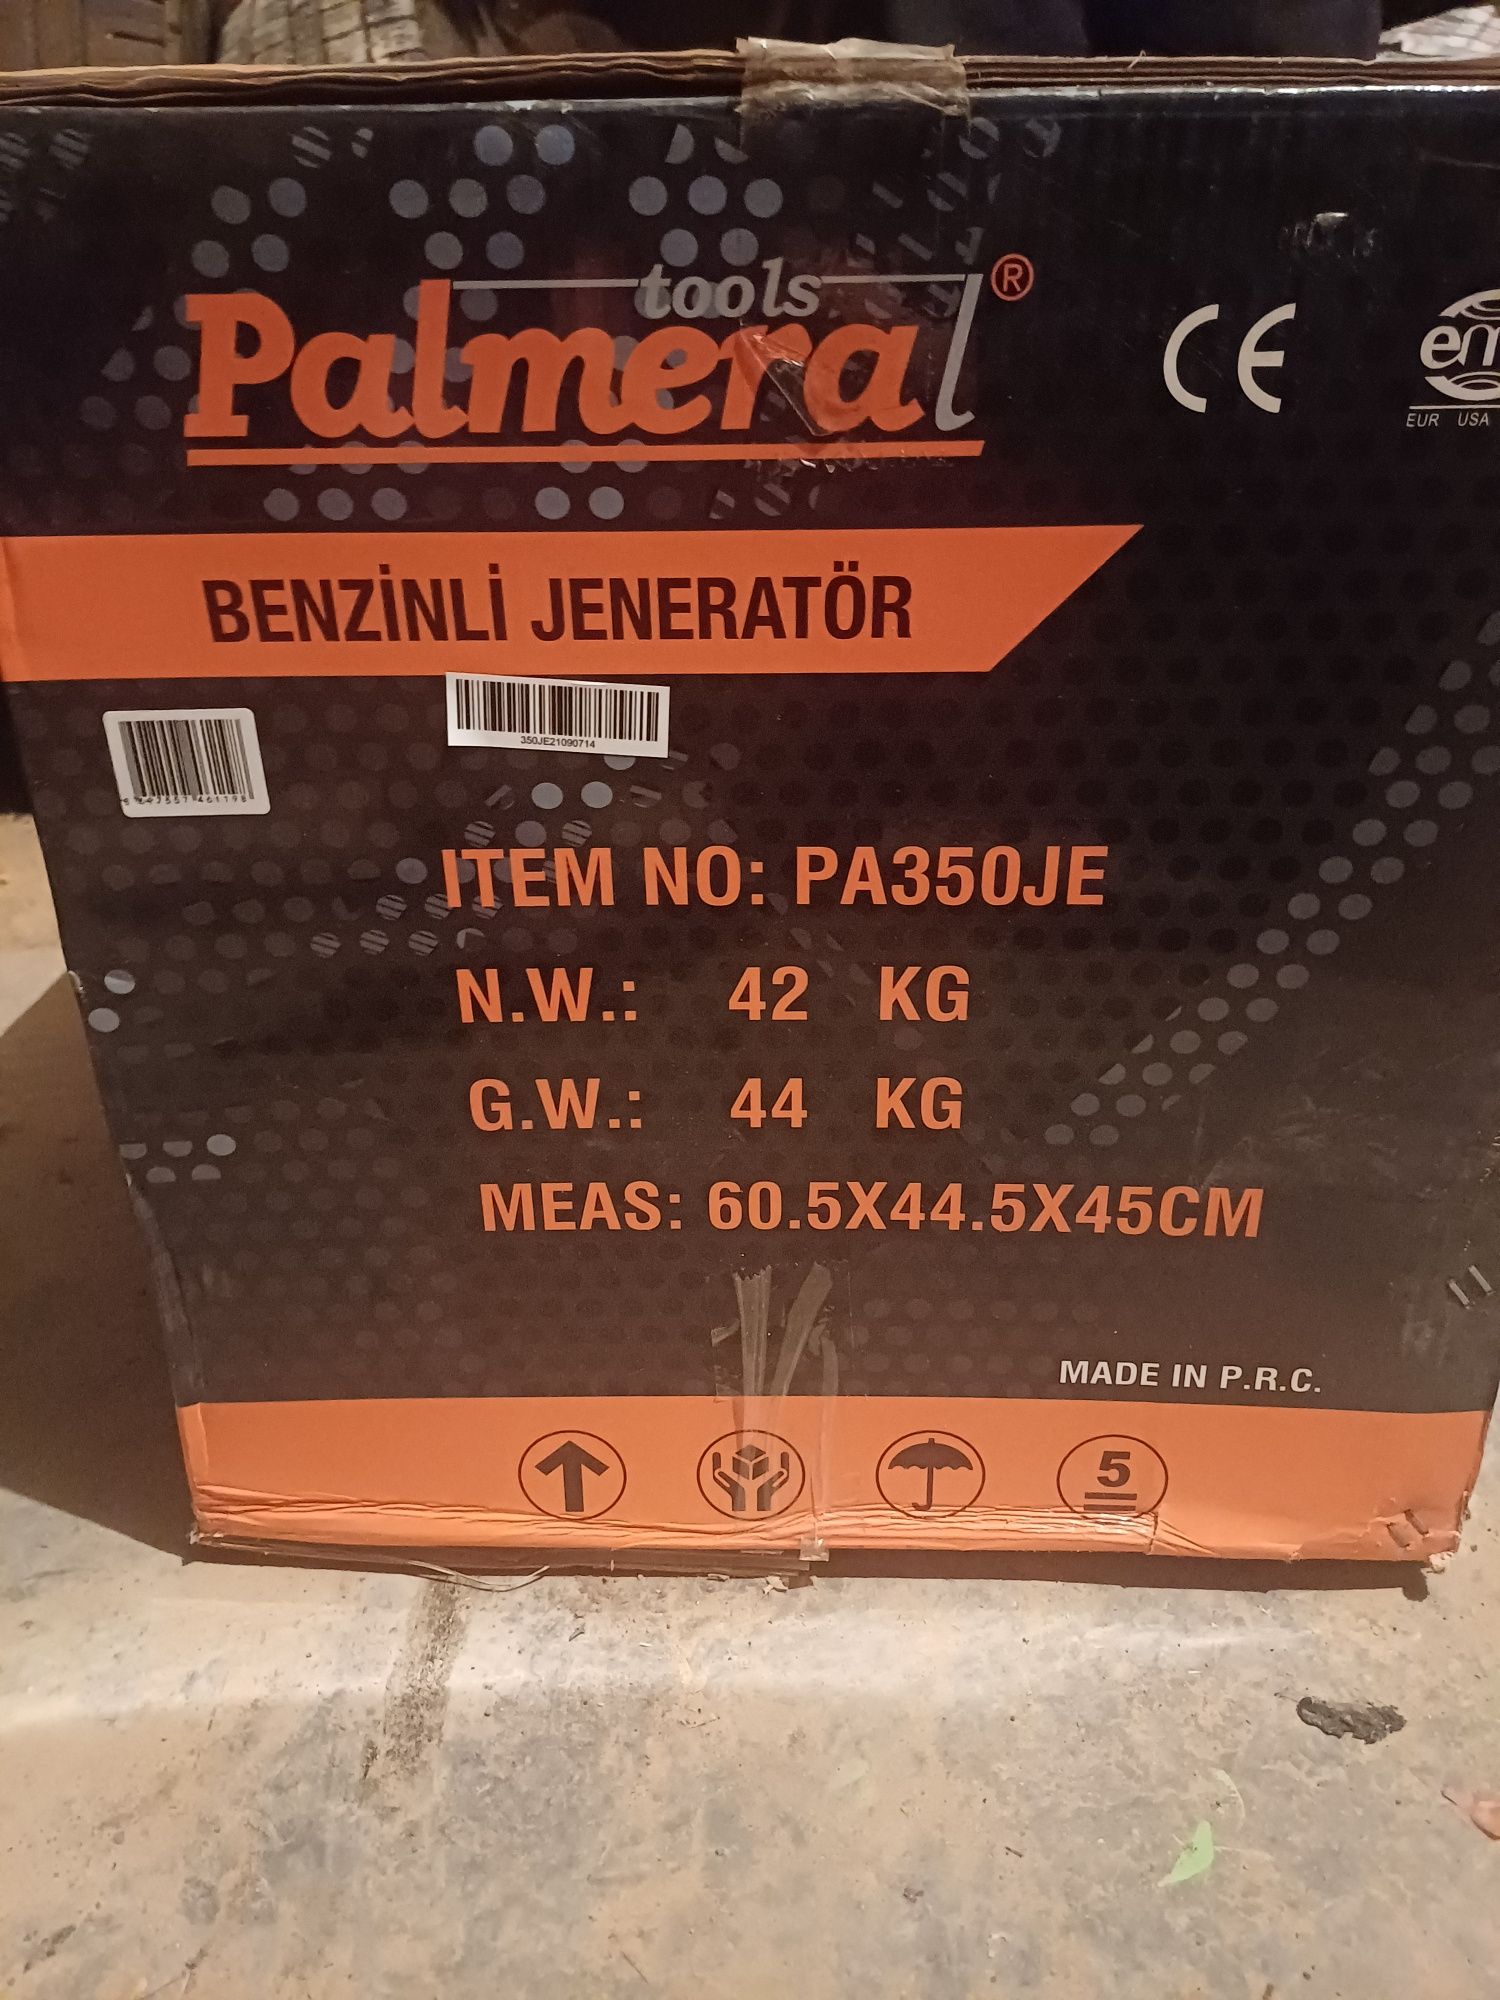 tools
Palmera
®
CE
EUR USA
BENZİNLİ JENERATÖR
350JE21090714
ITEM NO: PA350JE
N.W.: 42 KG
G.W.: 44 KG
MEAS: 60.5X44.5X45CM
MADE IN P.R.C.
5